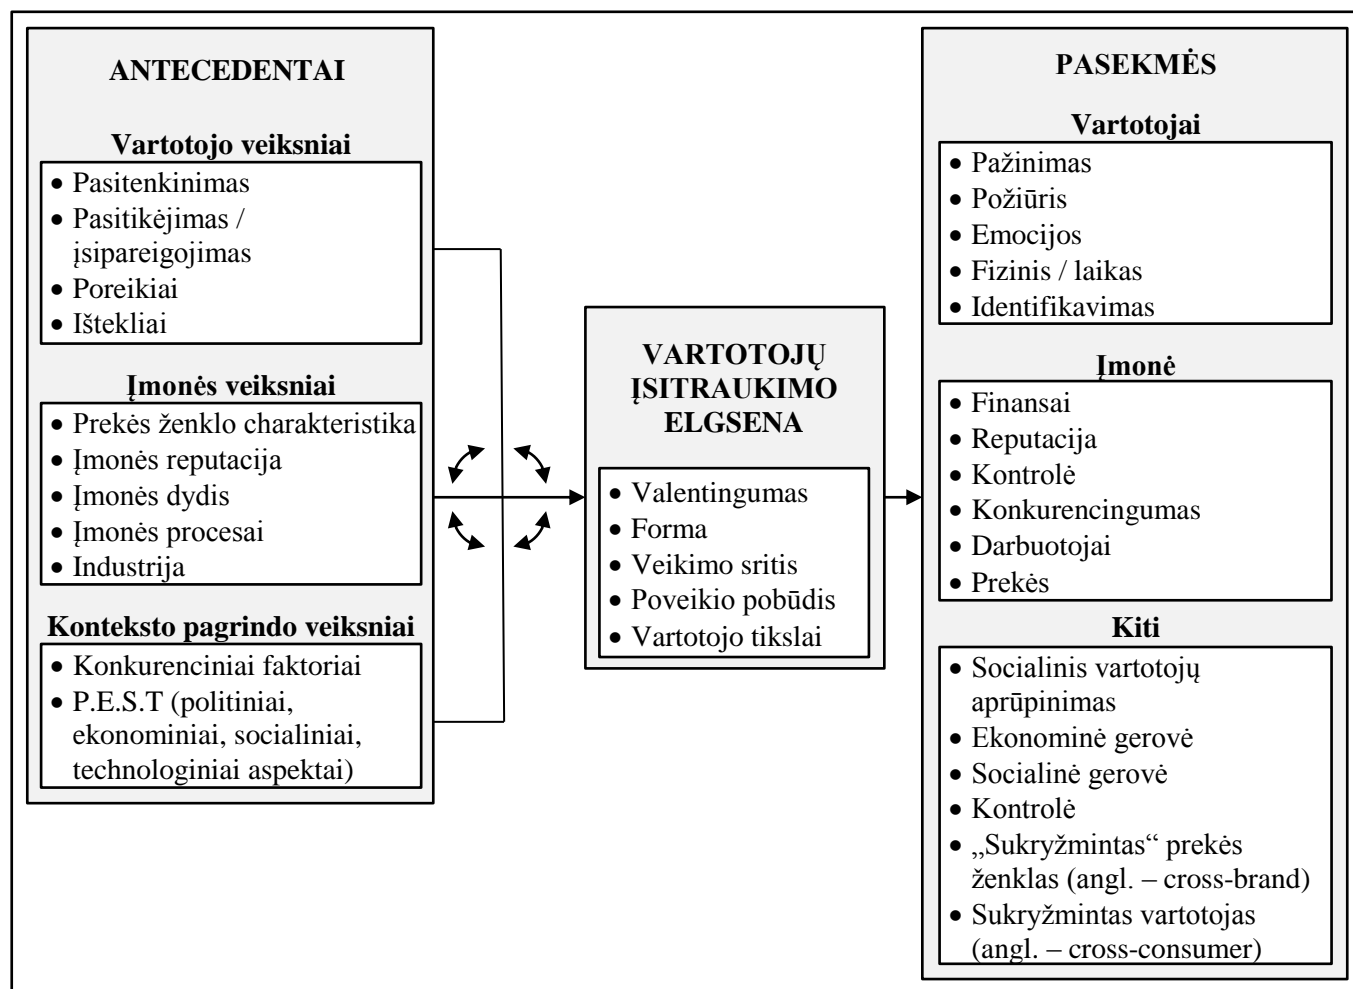 ANTECEDENTAI
Vartotojo veiksniai
• Pasitenkinimas
• Pasitikėjimas /
įsipareigojimas
• Poreikiai
• Ištekliai
Įmonės veiksniai
• Prekės ženklo charakteristika
• Įmonės reputacija
• Įmonės dydis
• Įmonės procesai
• Industrija
Konteksto pagrindo veiksniai
• Konkurenciniai faktoriai
• P.E.S.T (politiniai,
ekonominiai, socialiniai,
technologiniai aspektai)
VARTOTOJŲ
ĮSITRAUKIMO
ELGSENA
• Valentingumas
• Forma
• Veikimo sritis
• Poveikio pobūdis
• Vartotojo tikslai
PASEKMĖS
Vartotojai
• Pažinimas
• Požiūris
• Emocijos
• Fizinis / laikas
• Identifikavimas
Įmonė
• Finansai
• Reputacija
• Kontrolė
• Konkurencingumas
• Darbuotojai
• Prekės
Kiti
• Socialinis vartotojų
aprūpinimas
• Ekonominė gerovė
• Socialinė gerovė
• Kontrolė
• „Sukryžmintas“ prekės
ženklas (angl. – cross-brand)
• Sukryžmintas vartotojas
(angl. – cross-consumer)